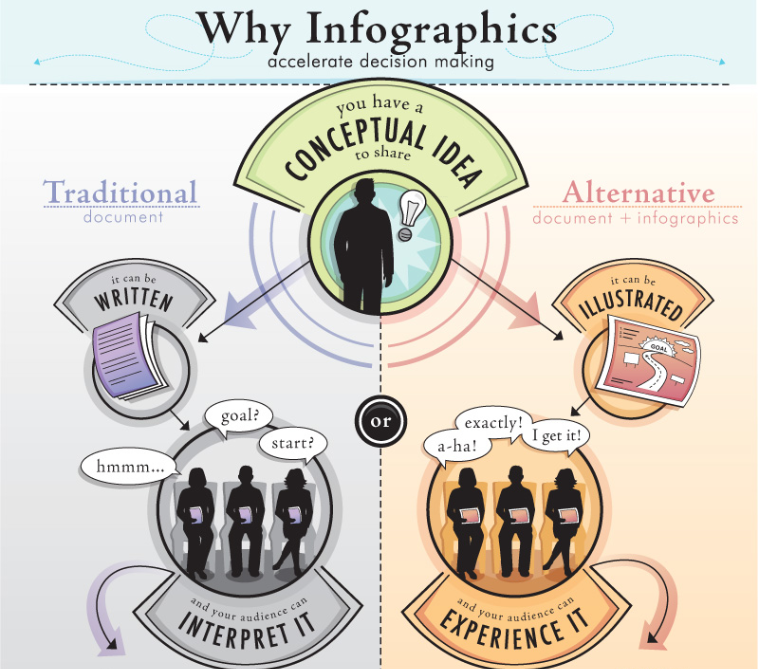 Why Infographics
accelerate decision making
you have a
CONCEPTUAL IDEA
to share
Traditional
document
Alternative
document + infographics
it can be
WRITTEN
it can be
ILLUSTRATED
GOAL
or
hmmm...
goal?
start?
a-ha!
exactly!
I get it!
and your audience can
INTERPRET IT
and your audience can
EXPERIENCE IT